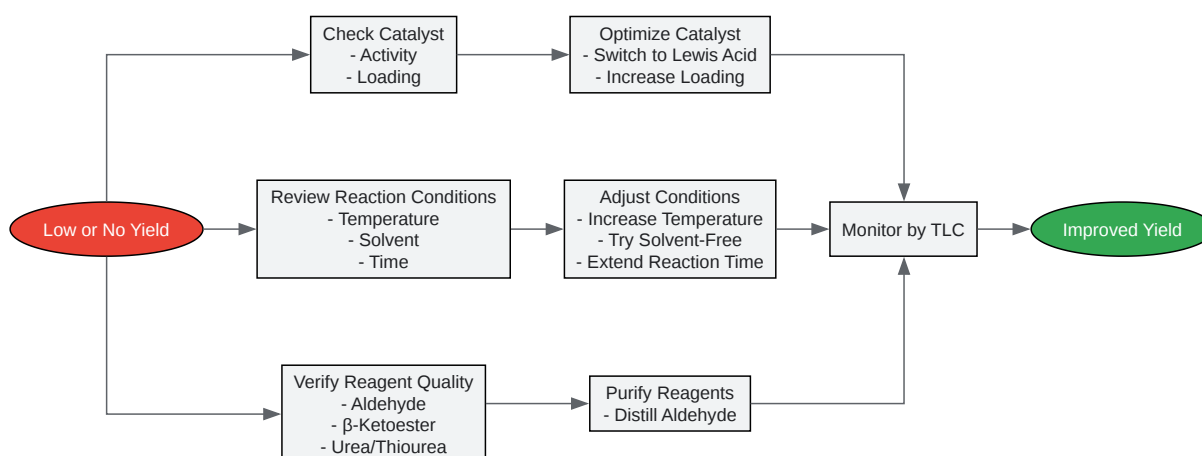 Check Catalyst
- Activity
- Loading
Optimize Catalyst
- Switch to Lewis Acid
- Increase Loading
Low or No Yield
Review Reaction Conditions
- Temperature
- Solvent
- Time
Adjust Conditions
- Increase Temperature
- Try Solvent-Free
- Extend Reaction Time
Monitor by TLC
Improved Yield
Verify Reagent Quality
- Aldehyde
- β-Ketoester
- Urea/Thiourea
Purify Reagents
- Distill Aldehyde